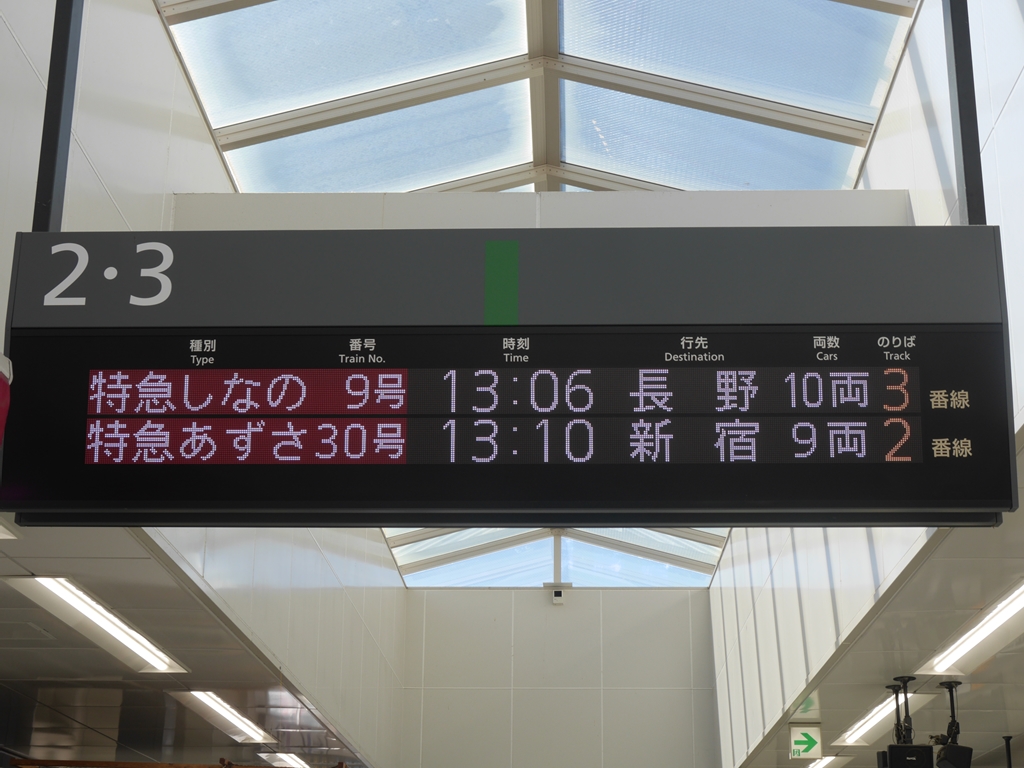 2・3
種別 番号 時刻 行先 両数 のりば
Type Train No. Time Destination Cars Track
特急しなの 9号 13:06 長 野 10両 3 番線
特急あずさ30号 13:10 新 宿 9両 2 番線